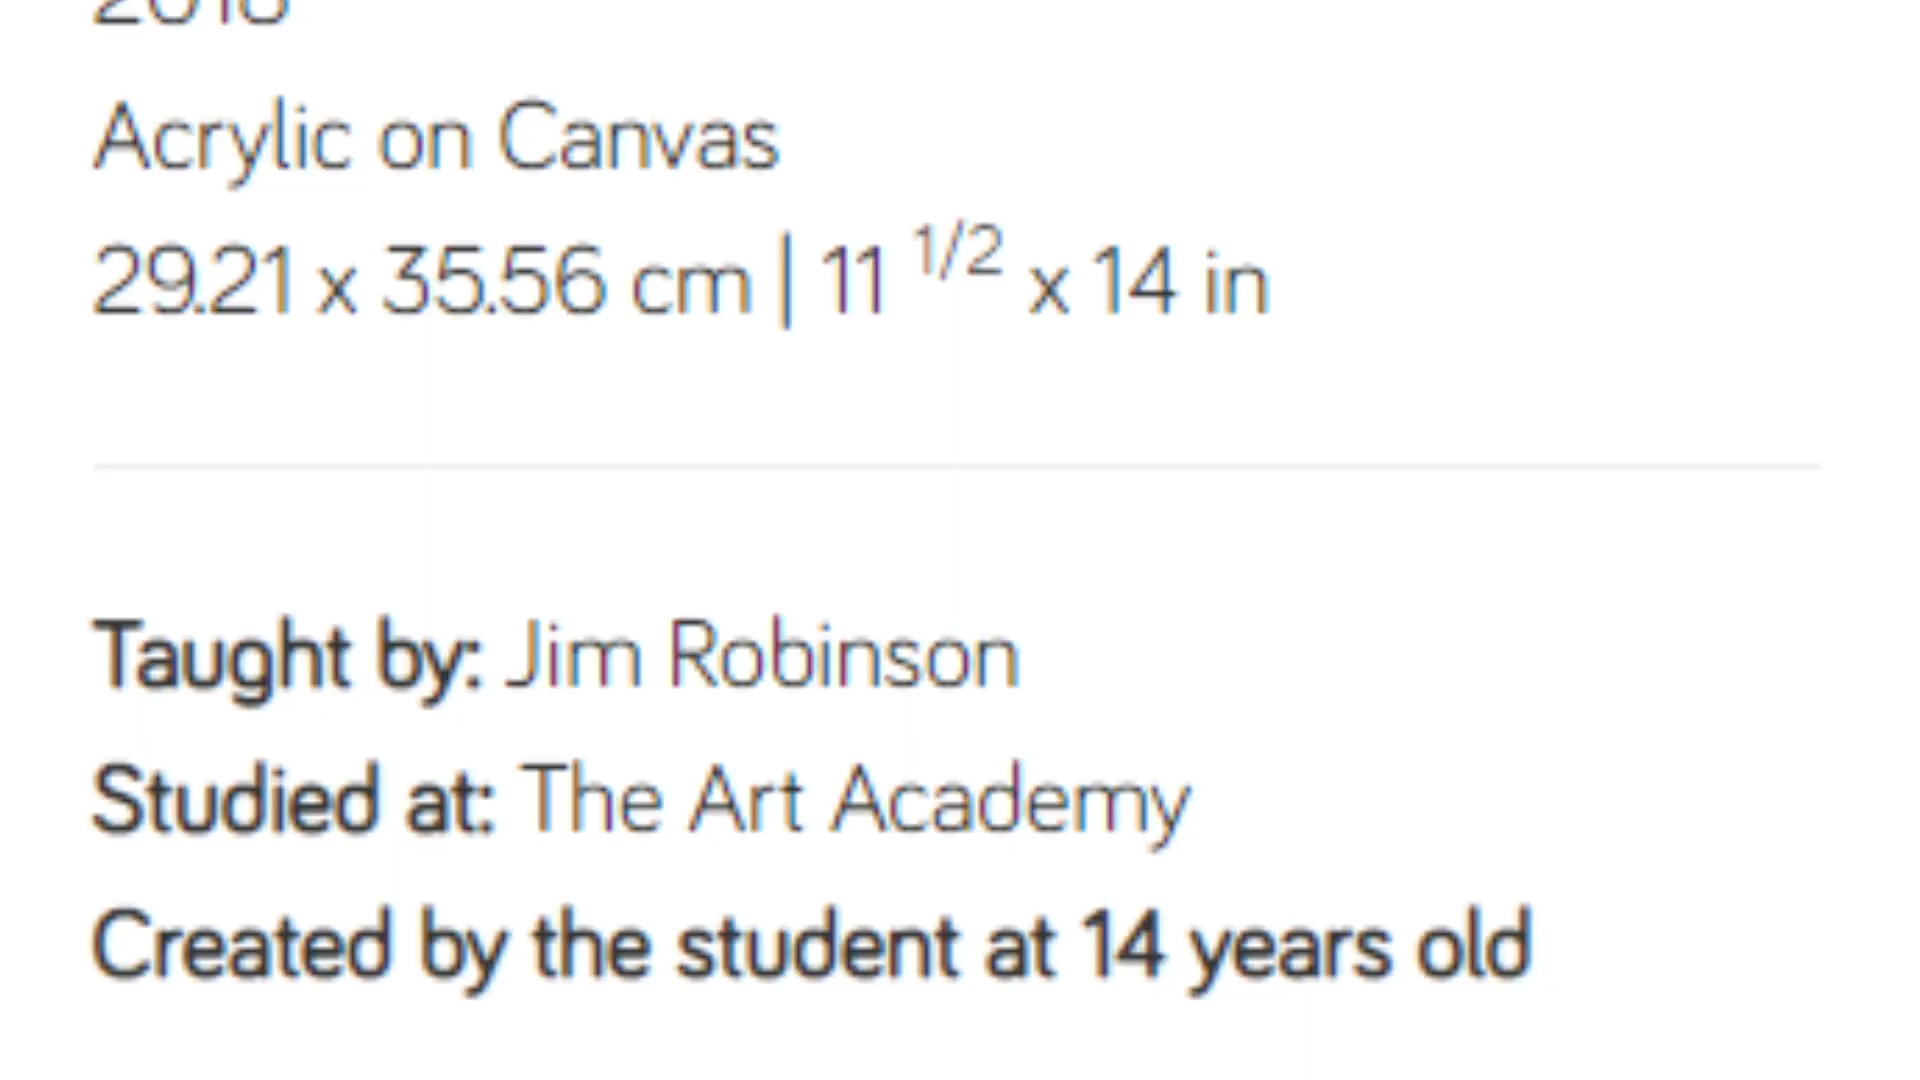 Acrylic on Canvas
29.21 x 35.56 cm | 11 1/2 x 14 in
Taught by: Jim Robinson
Studied at: The Art Academy
Created by the student at 14 years old